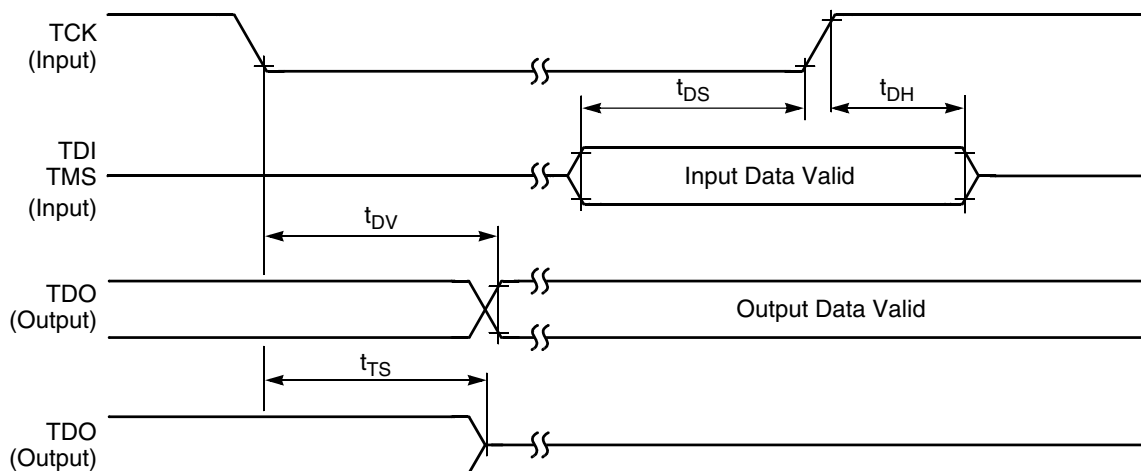 TCK
(Input)
tDS
tDH
TDI
TMS
(Input)
Input Data Valid
tDV
TDO
(Output)
Output Data Valid
tTS
TDO
(Output)